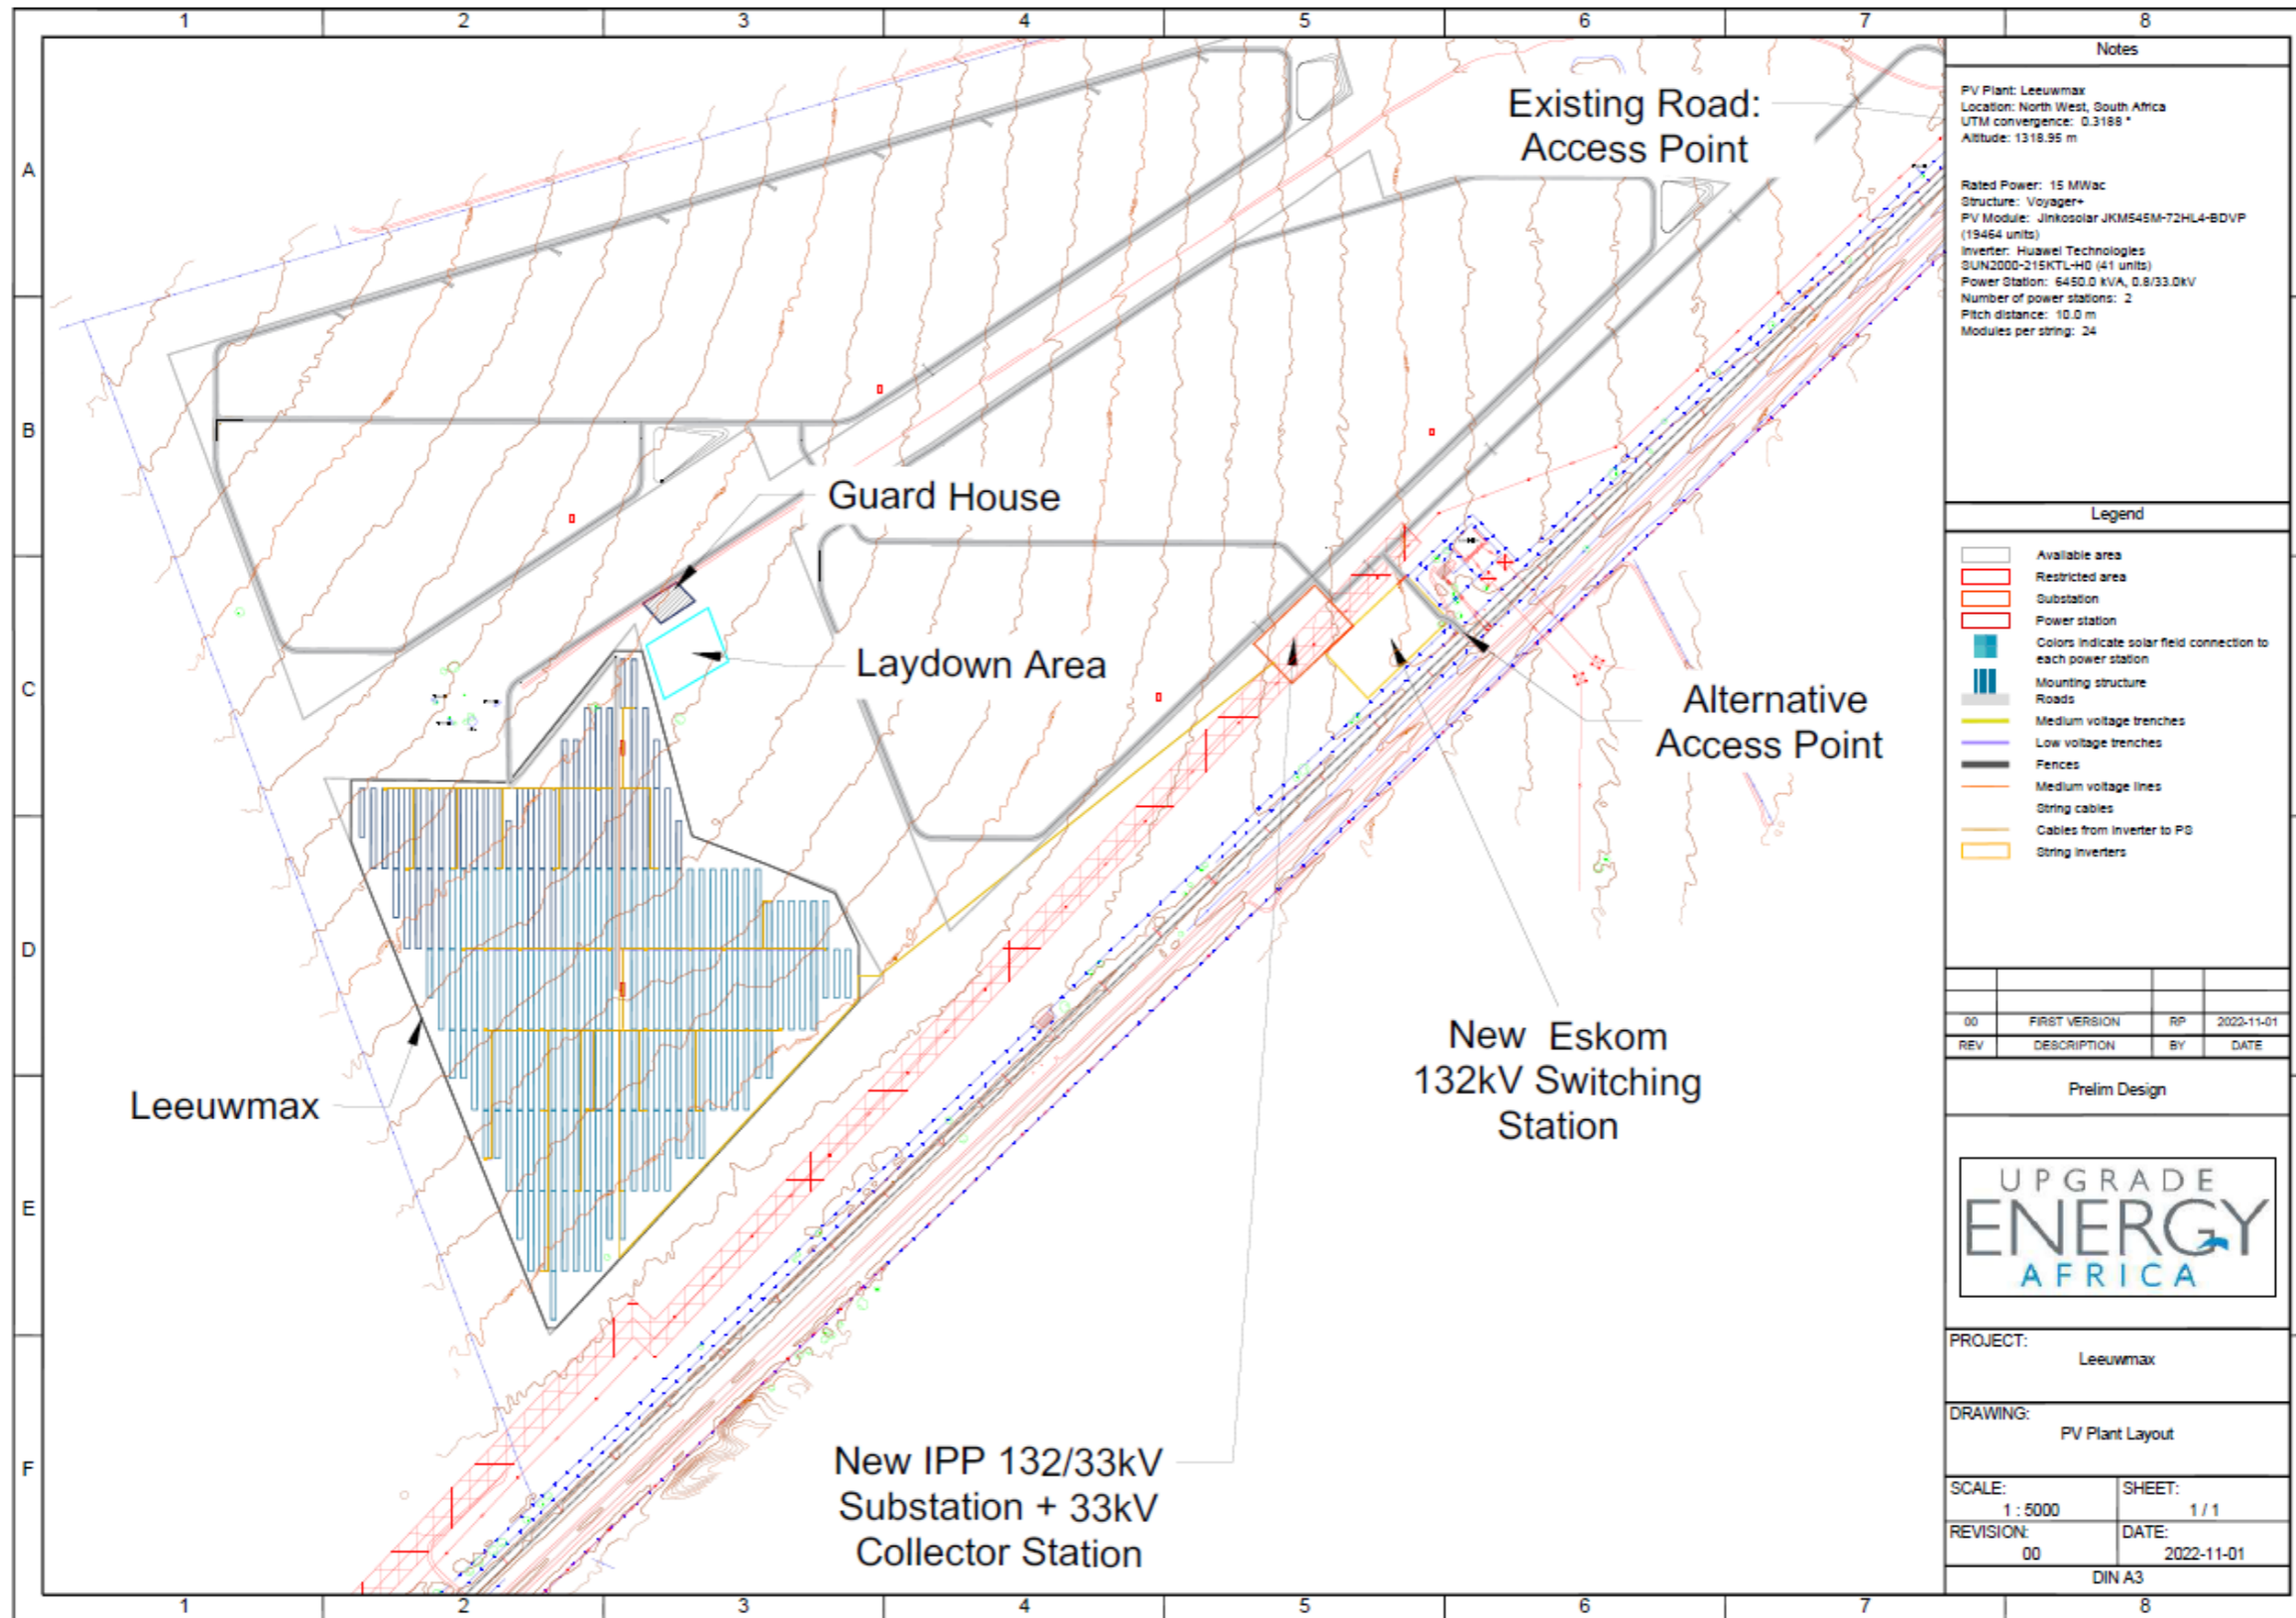 1 2 3 4 5 6 7 8
A
B
C
D
E
F
Existing Road:
Access Point
Guard House
Laydown Area
Alternative
Access Point
Leeuwmax
New Eskom
132kV Switching
Station
New IPP 132/33kV
Substation + 33kV
Collector Station
1 2 3 4 5 6 7 8
Notes
PV Plant: Leeuwmax
Location: North West, South Africa
UTM convergence: 0.3188 °
Altitude: 1318.95 m
Rated Power: 15 MWac
Structure: Voyager+
PV Module: Jinkosolar JKM545M-72HL4-BDVP
(19464 units)
Inverter: Huawei Technologies
SUN2000-215KTL-H0 (41 units)
Power Station: 6450.0 kVA, 0.8/33.0kV
Number of power stations: 2
Pitch distance: 10.0 m
Modules per string: 24
Legend
Available area
Restricted area
Substation
Power station
Colors indicate solar field connection to
each power station
Mounting structure
Roads
Medium voltage trenches
Low voltage trenches
Fences
Medium voltage lines
String cables
Cables from inverter to PS
String inverters
00 FIRST VERSION RP 2022-11-01
REV DESCRIPTION BY DATE
Prelim Design
UPGRADE
ENERGY
AFRICA
PROJECT:
Leeuwmax
DRAWING:
PV Plant Layout
SCALE: SHEET:
1 : 5000 1 / 1
REVISION: DATE:
00 2022-11-01
DIN A3